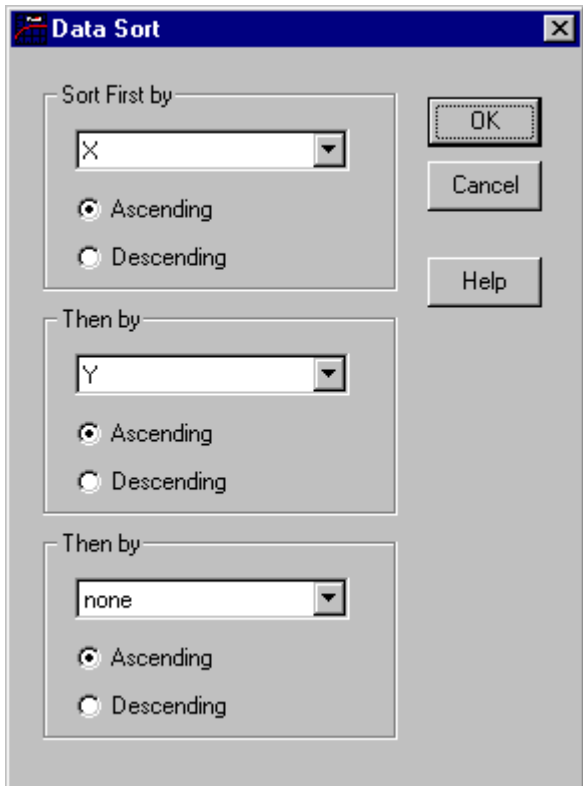 Data Sort
Sort First by
X
Ascending
Descending
OK
Cancel
Help
Then by
Y
Ascending
Descending
Then by
none
Ascending
Descending